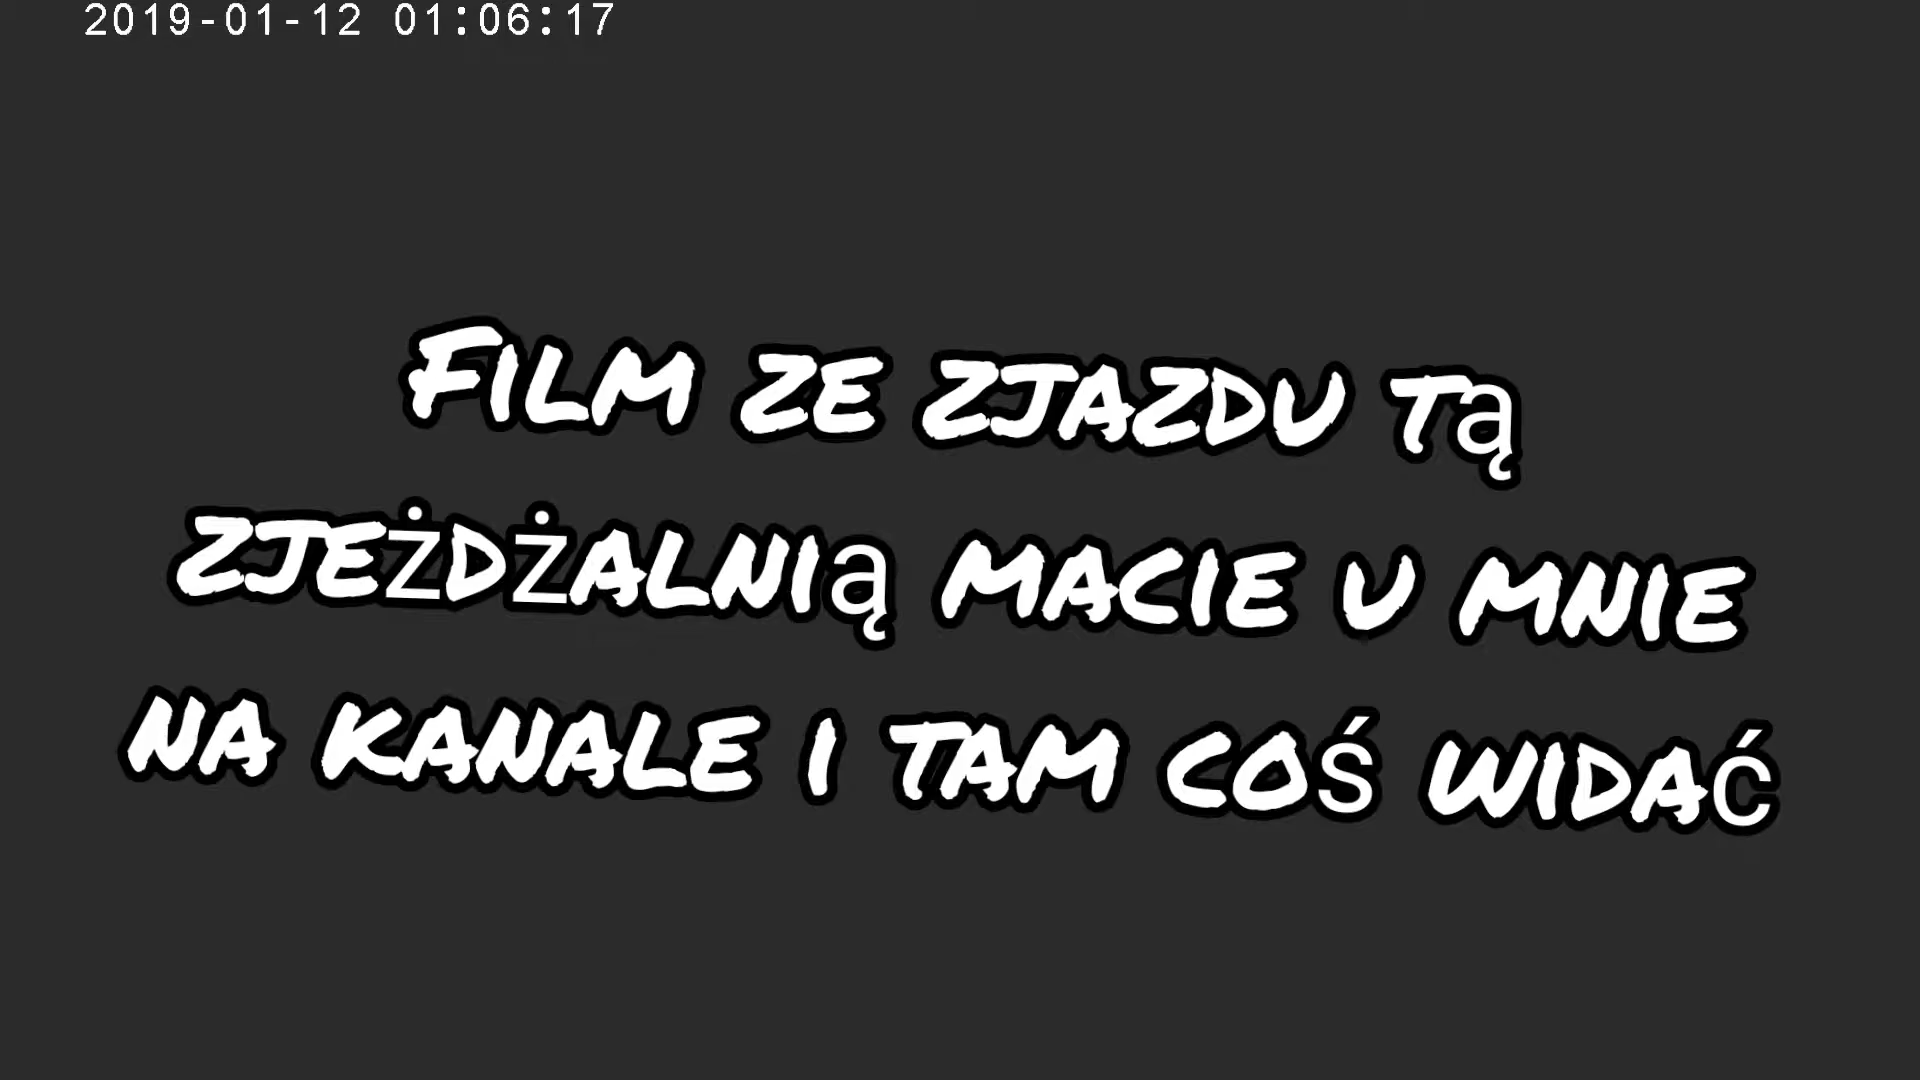 2019-01-12 01:06:17
Film ze zjazdu tą
zjeżdżalnią macie u mnie
na kanale i tam coś widać